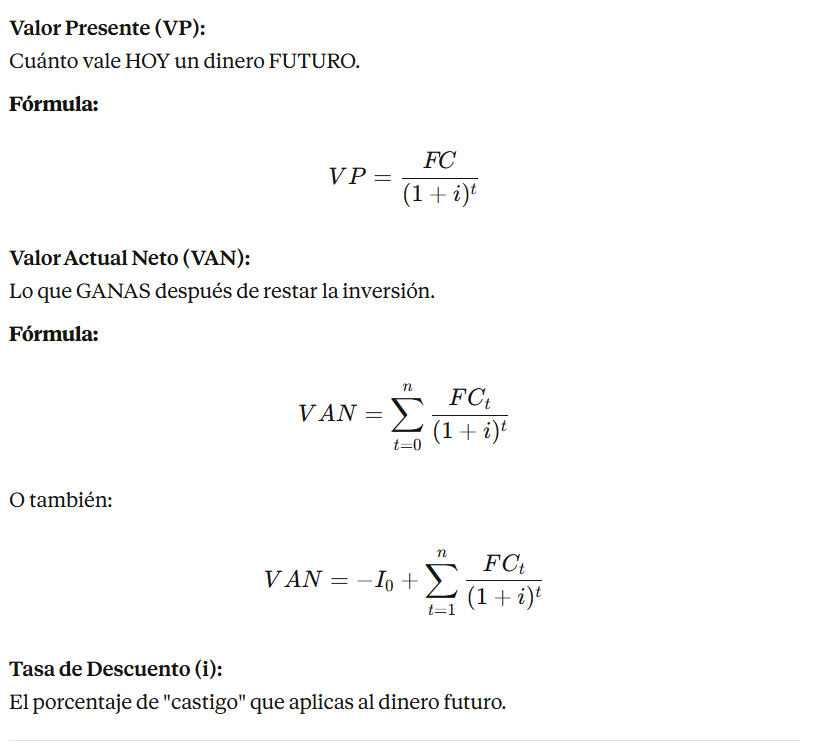 Valor Presente (VP):
Cuánto vale HOY un dinero FUTURO.
Fórmula:
VP = FC / (1 + i)^t
Valor Actual Neto (VAN):
Lo que GANAS después de restar la inversión.
Fórmula:
VAN = ∑_{t=0}^{n} FC_t / (1 + i)^t
O también:
VAN = −I_0 + ∑_{t=1}^{n} FC_t / (1 + i)^t
Tasa de Descuento (i):
El porcentaje de "castigo" que aplicas al dinero futuro.